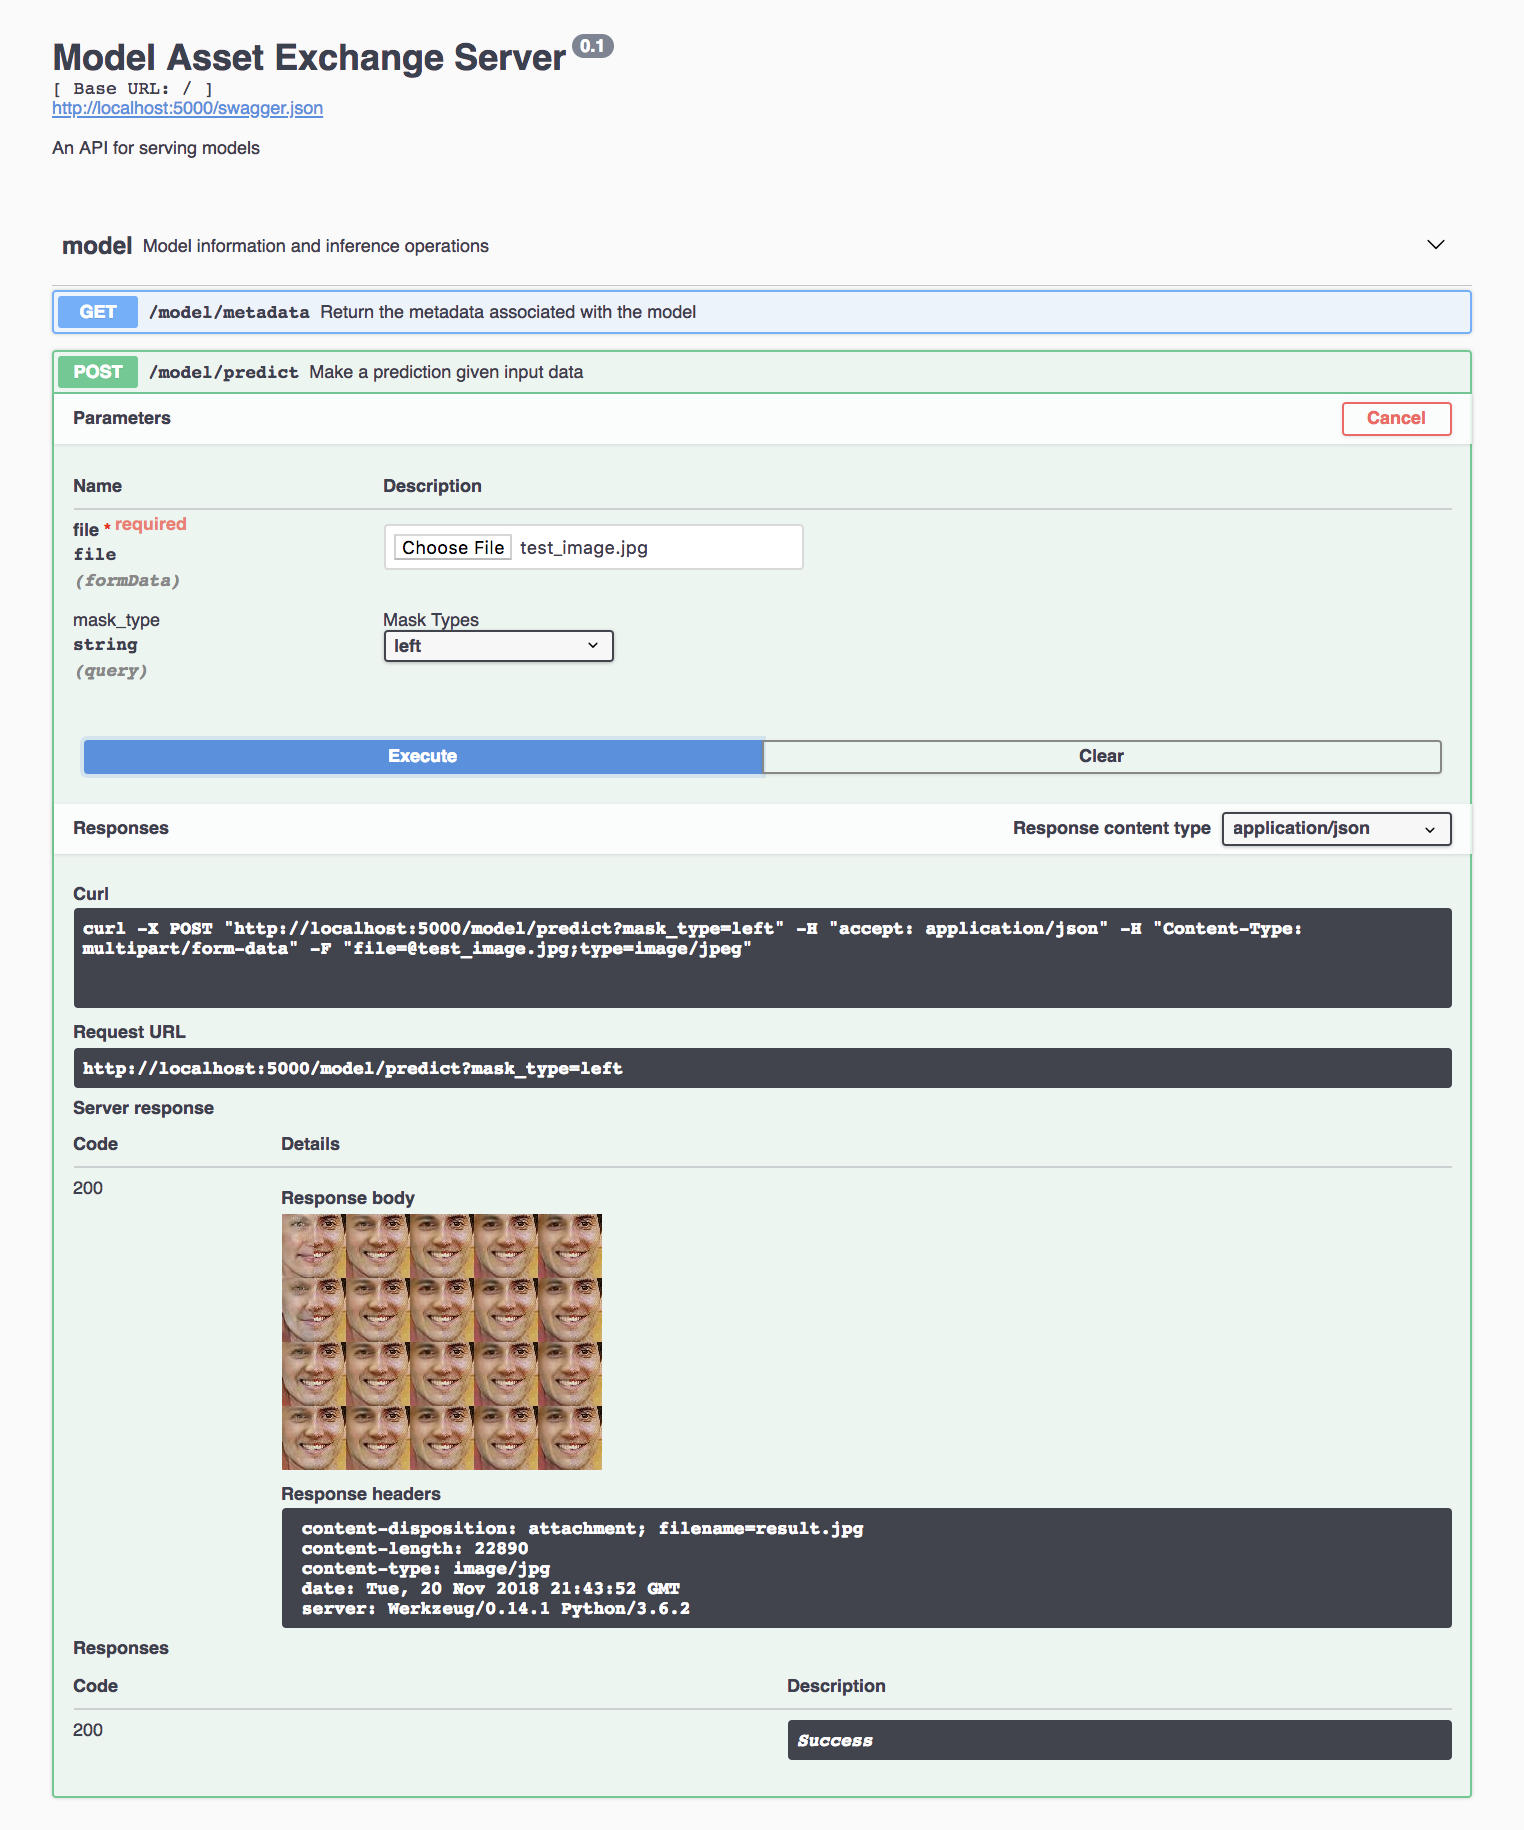 Model Asset Exchange Server 0.1
[ Base URL: / ]
http://localhost:5000/swagger.json
An API for serving models
model Model information and inference operations
GET /model/metadata Return the metadata associated with the model
POST /model/predict Make a prediction given input data
Parameters Cancel
Name Description
file * required
file
(formData)
Choose File test_image.jpg
mask_type
string
(query)
Mask Types
left
Execute Clear
Responses Response content type application/json
Curl
curl -X POST "http://localhost:5000/model/predict?mask_type=left" -H "accept: application/json" -H "Content-Type:
multipart/form-data" -F "file=@test_image.jpg;type=image/jpeg"
Request URL
http://localhost:5000/model/predict?mask_type=left
Server response
Code Details
200
Response body
Response headers
content-disposition: attachment; filename=result.jpg
content-length: 22890
content-type: image/jpg
date: Tue, 20 Nov 2018 21:43:52 GMT
server: Werkzeug/0.14.1 Python/3.6.2
Responses
Code Description
200 Success